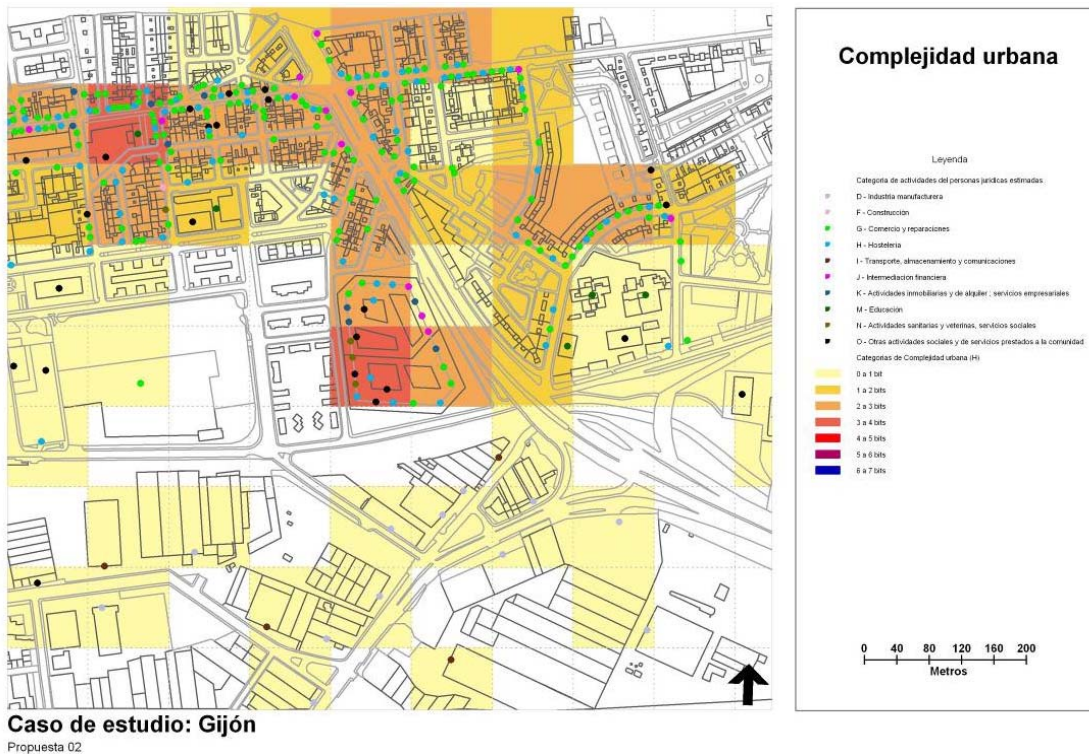 Complejidad urbana
Leyenda
Categoria de actividades del personas jurídicas estimadas
D - Industria manufacturera
F - Construcción
G - Comercio y reparaciones
H - Hostelería
I - Transporte, almacenamiento y comunicaciones
J - Intermediación financiera
K - Actividades inmobiliarias y de alquiler ; servicios empresariales
M - Educación
N - Actividades sanitarias y veterinas, servicios sociales
O - Otras actividades sociales y de servicios prestados a la comunidad
Categorias de Complejidad urbana (H)
0 a 1 bit
1 a 2 bits
2 a 3 bits
3 a 4 bits
4 a 5 bits
5 a 6 bits
6 a 7 bits
0 40 80 120 160 200
Metros
Caso de estudio: Gijón
Propuesta 02